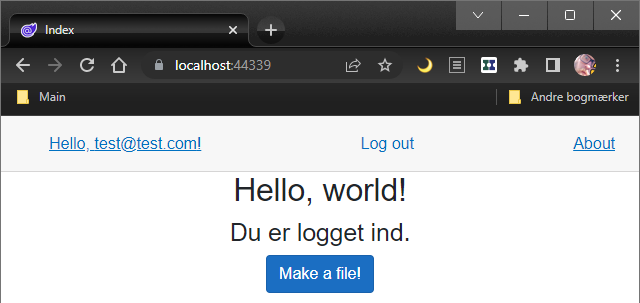 Index
localhost:44339
Main
Andre bogmærker
Hello, test@test.com!
Log out
About
Hello, world!
Du er logget ind.
Make a file!